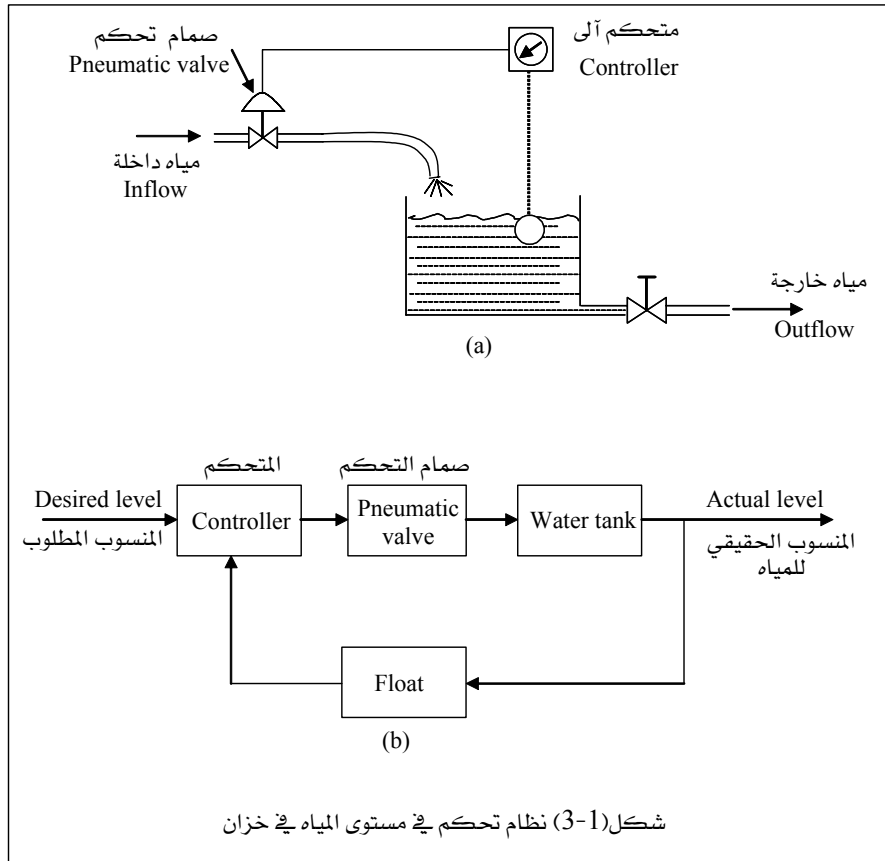 صمام تحكم
Pneumatic valve
متحكم آلى
Controller
مياه داخلة
Inflow
مياه خارجة
Outflow
(a)
المتحكم
صمام التحكم
Desired level
المنسوب المطلوب
Controller
Pneumatic
valve
Water tank
Actual level
المنسوب الحقيقي
للمياه
Float
(b)
شكل(1-3) نظام تحكم في مستوى المياه في خزان